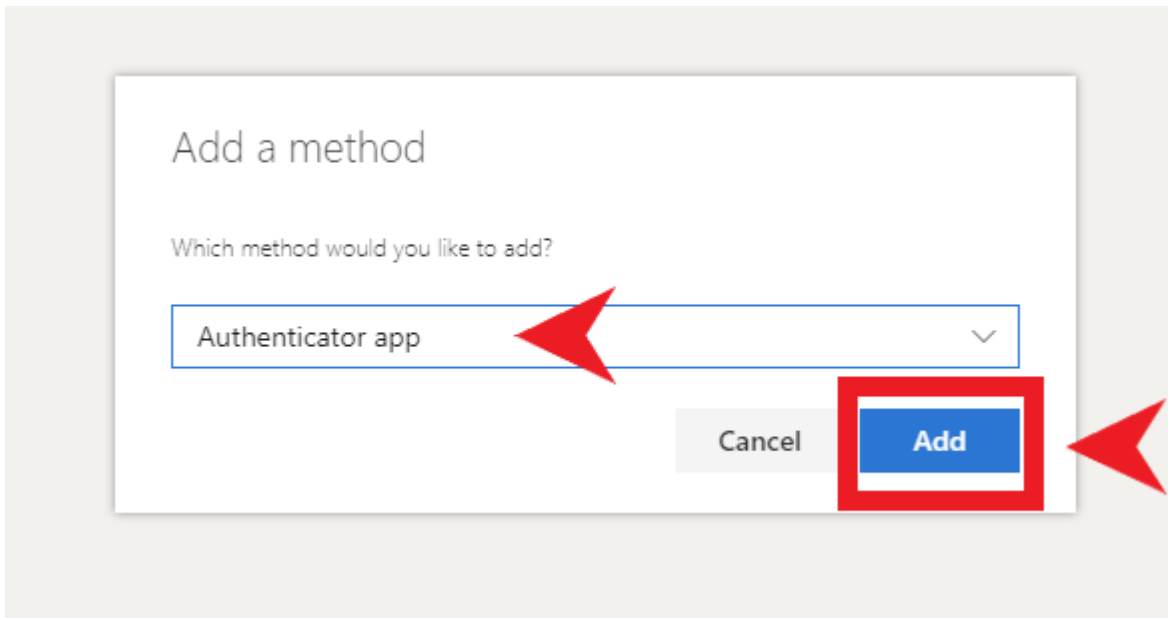 Add a method
Which method would you like to add?
Authenticator app
Cancel
Add